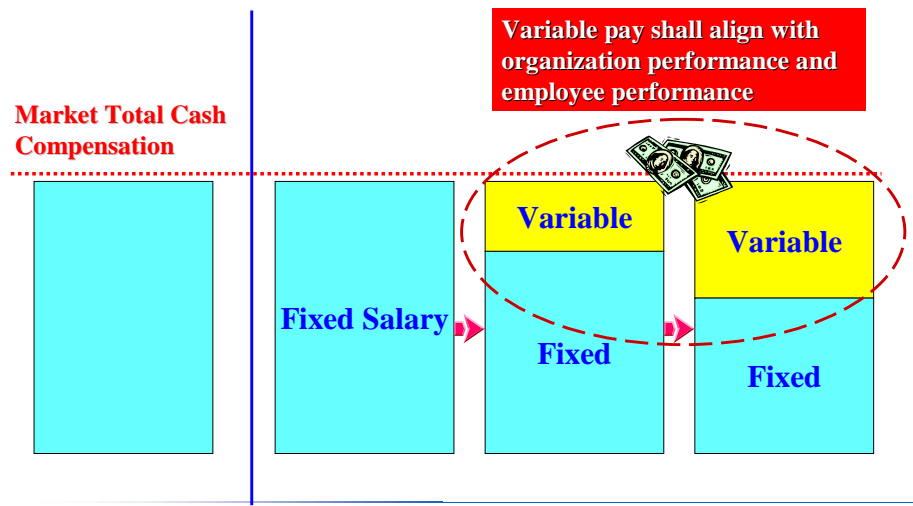 Variable pay shall align with
organization performance and
employee performance
Market Total Cash
Compensation
Variable
Variable
Fixed Salary
Fixed
Fixed